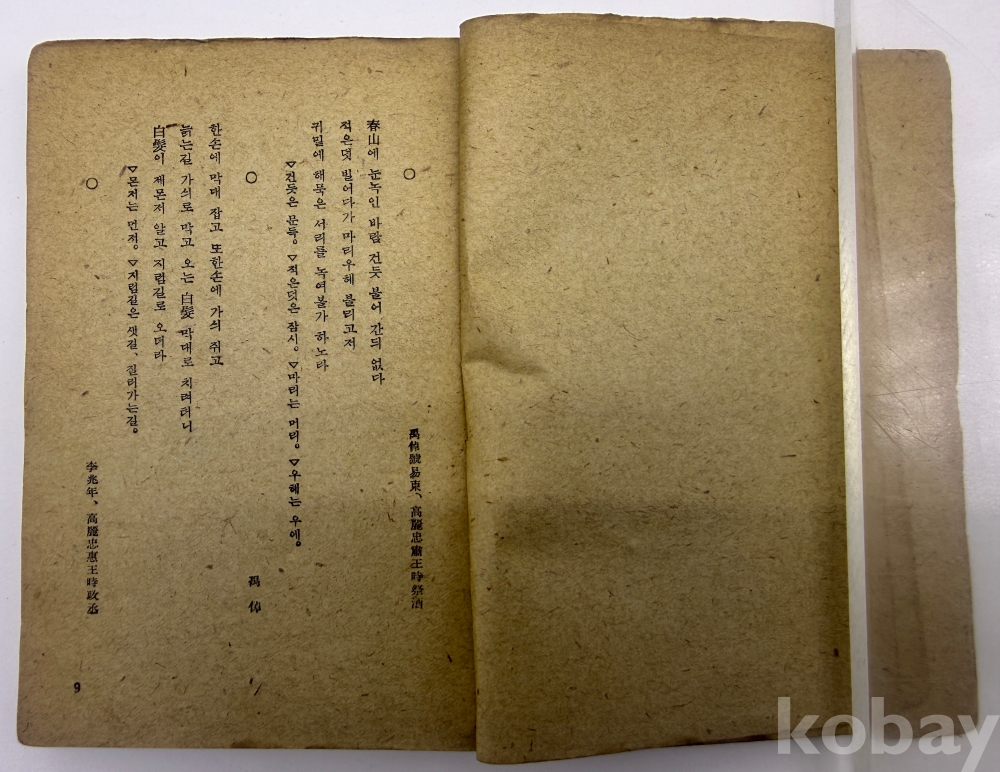 ○
禹倬號易東、高麗忠肅王時祭酒
春山에 눈녹인 바람 건듯 불어 간듸 없다
적은덧 빌어다가 마리우헤 불리고저
귀밑에 해묵은 서리를 녹여볼가 하노라
▽건듯은 문득。▽적은덧은 잠시。▽마리는 머리。▽우헤는 우에。
○
禹倬
한손에 막대 잡고 또한손에 가싀 쥐고
늙는길 가싀로 막고 오는 白髮 막대로 치려터니
白髮이 제몬저 알고 지럼길로 오더라
▽몬저는 먼저。▽지럼길은 샛길、질러가는길。
○
李兆年、高麗忠惠王時政丞
9
kobay